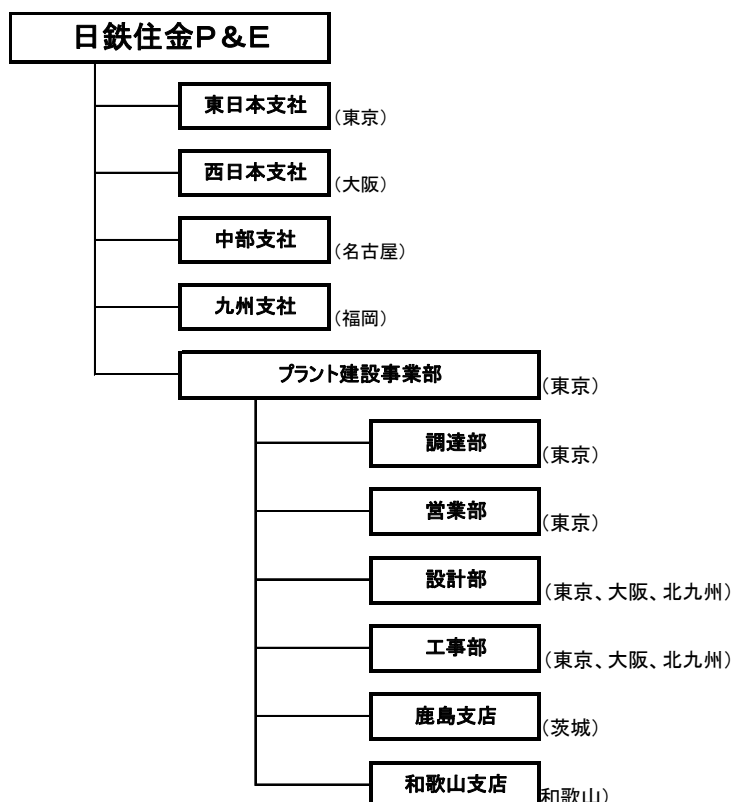 日鉄住金P&E
東日本支社
（東京）
西日本支社
（大阪）
中部支社
（名古屋）
九州支社
（福岡）
プラント建設事業部
（東京）
調達部
（東京）
営業部
（東京）
設計部
（東京、大阪、北九州）
工事部
（東京、大阪、北九州）
鹿島支店
（茨城）
和歌山支店
和歌山）